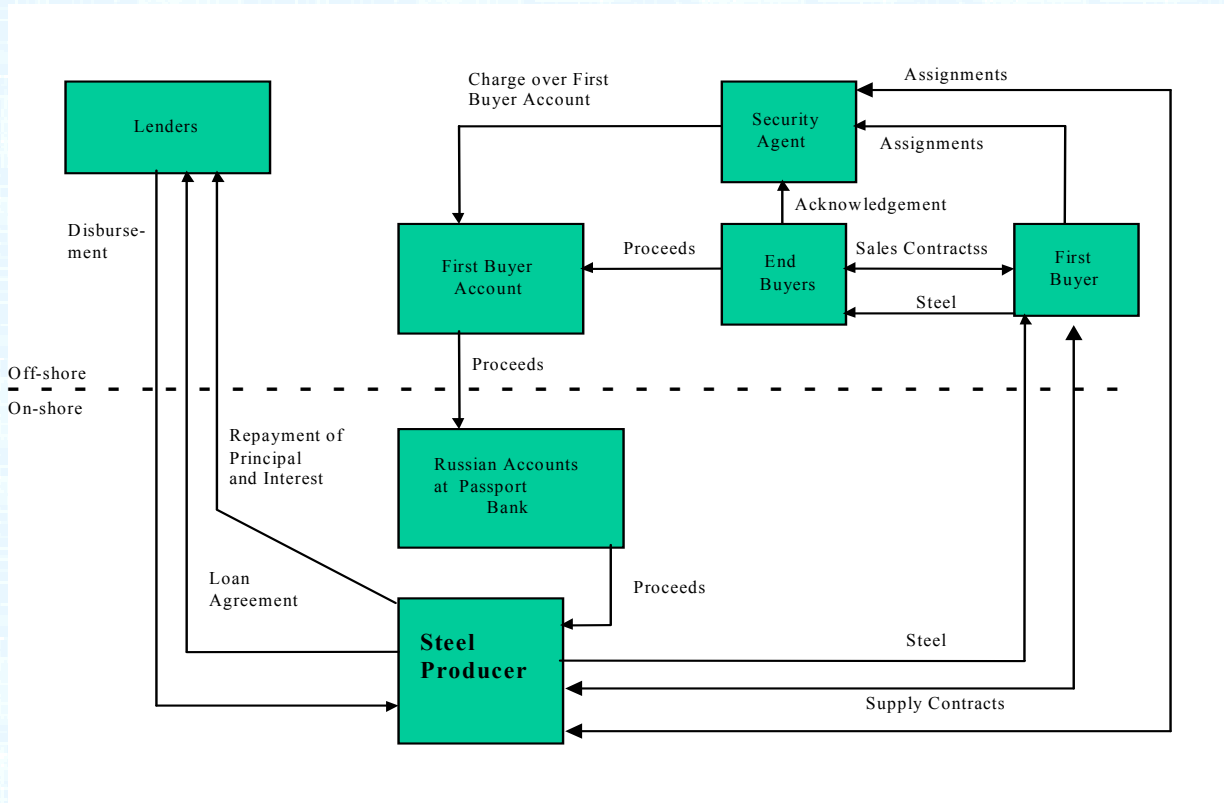 Lenders
Charge over First
Buyer Account
Security
Agent
Assignments
Assignments
Disburse-
ment
Acknowledgement
First Buyer
Account
Proceeds
End
Buyers
Sales Contractss
Steel
First
Buyer
Proceeds
Off-shore
On-shore
Repayment of
Principal
and Interest
Russian Accounts
at Passport
Bank
Loan
Agreement
Proceeds
Steel
Producer
Steel
Supply Contracts